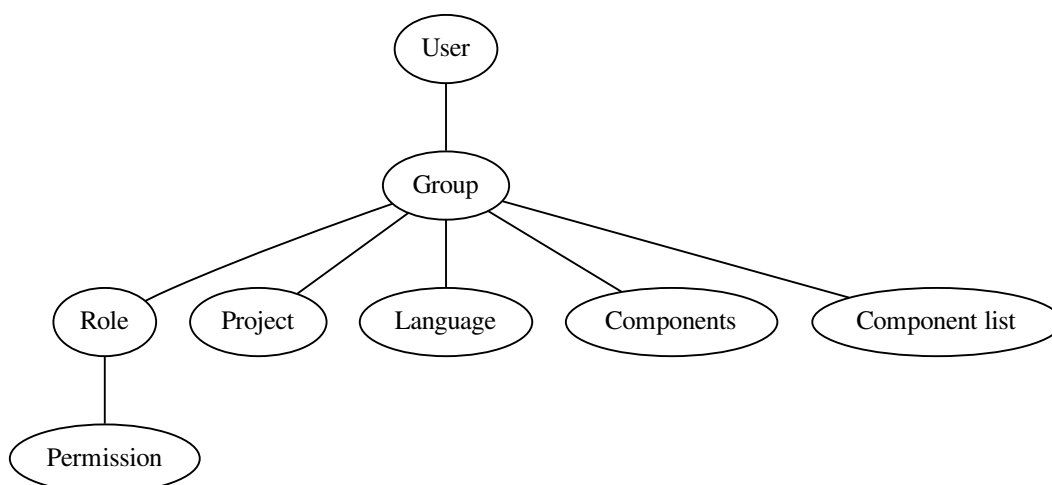 User
Group
Role
Project
Language
Components
Component list
Permission